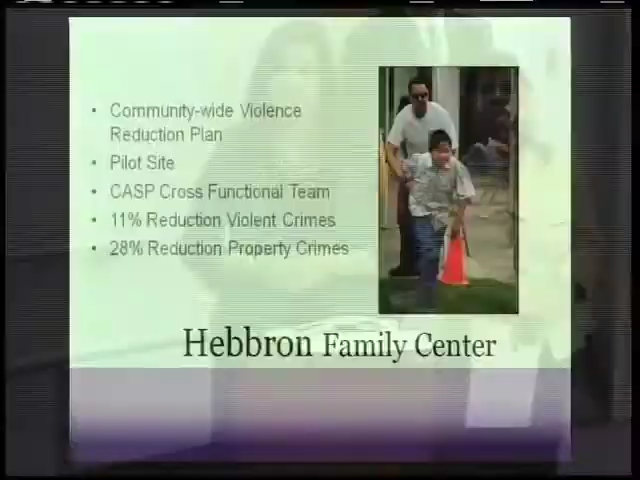 • Community-wide Violence
Reduction Plan
• Pilot Site
• CASP Cross Functional Team
• 11% Reduction Violent Crimes
• 28% Reduction Property Crimes
Hebbron Family Center